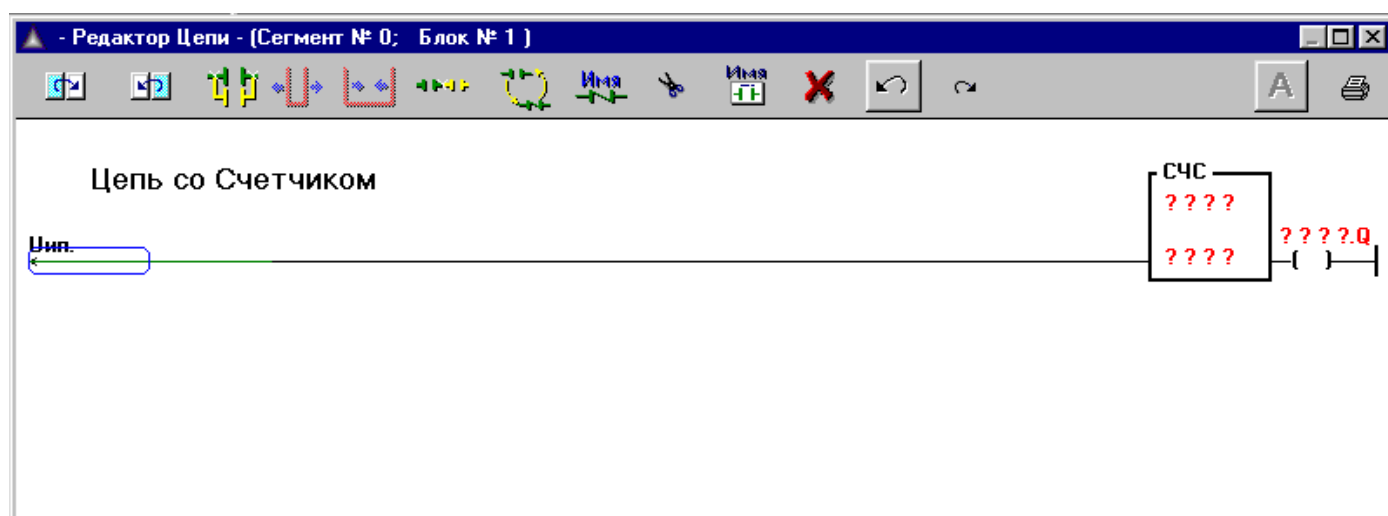 - Редактор Цепи - (Сегмент № 0; Блок № 1 )
Имя
Имя
A
Цепь со Счетчиком
СЧС
? ? ? ?
? ? ? ?
? ? ? ?.Q
( )